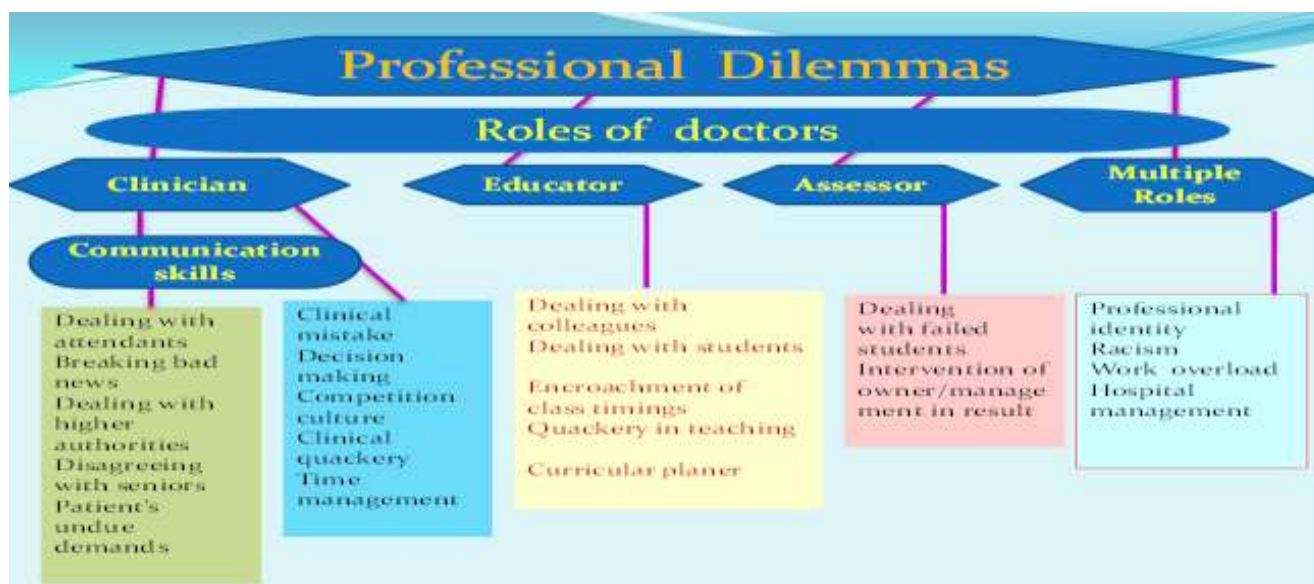 Professional Dilemmas
Roles of doctors
Clinician
Educator
Assessor
Multiple
Roles
Communication
skills
Dealing with
attendants
Breaking bad
news
Dealing with
higher
authorities
Disagreeing
with seniors
Patient's
undue
demands
Clinical
mistake
Decision
making
Competition
culture
Clinical
quackery
Time
management
Dealing with
colleagues
Dealing with students
Encroachment of
class timings
Quackery in teaching
Curricular planer
Dealing
with failed
students
Intervention of
owner/manage
ment in result
Professional
identity
Racism
Work overload
Hospital
management